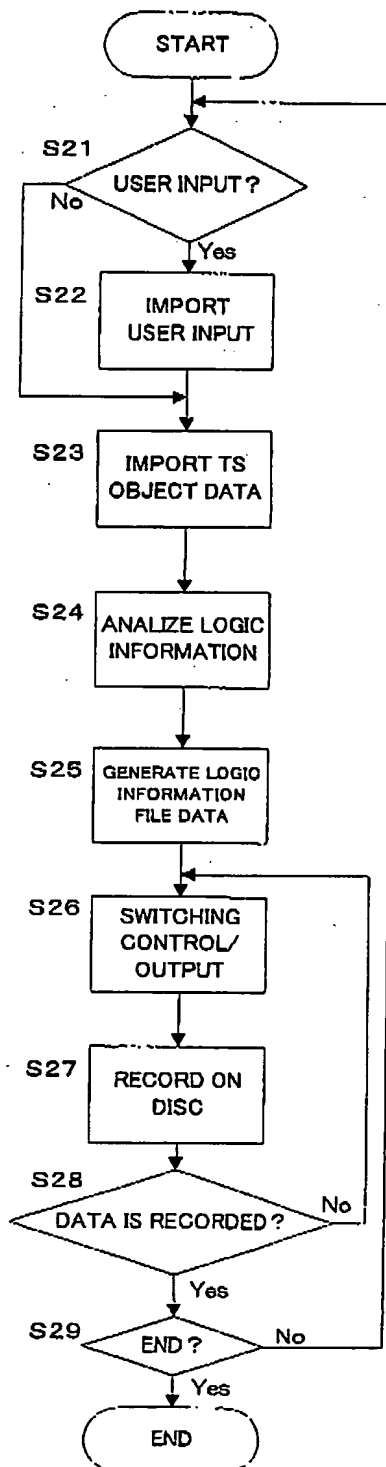 START
S21
USER INPUT?
No
Yes
S22
IMPORT
USER INPUT
S23
IMPORT TS
OBJECT DATA
S24
ANALIZE LOGIC
INFORMATION
S25
GENERATE LOGIC
INFORMATION
FILE DATA
S26
SWITCHING
CONTROL/
OUTPUT
S27
RECORD ON
DISC
S28
DATA IS RECORDED?
No
Yes
S29
END?
No
Yes
END